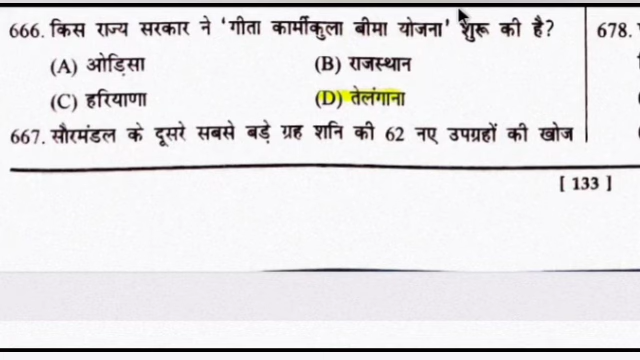 666. किस राज्य सरकार ने 'गीता कार्मीकुला बीमा योजना' शुरू की है? 678.
(A) ओड़िसा (B) राजस्थान
(C) हरियाणा (D) तेलंगाना
667. सौरमंडल के दूसरे सबसे बड़े ग्रह शनि की 62 नए उपग्रहों की खोज
[ 133 ]